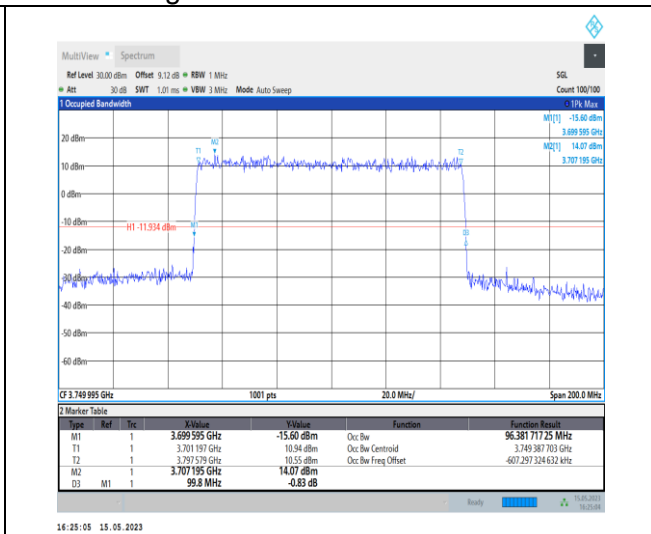 MultiView Spectrum
Ref Level 30.00 dBm Offset 9.12 dB RBW 1 MHz SGL
Att 30 dB SWT 1.01 ms VBW 3 MHz Mode Auto Sweep Count 100/100
1 Occupied Bandwidth 1Pk Max
M1[1] -15.60 dBm
3.699 595 GHz
M2[1] 14.07 dBm
3.707 195 GHz
20 dBm
M2
T1
T2
10 dBm
0 dBm
-10 dBm
H1 -11.934 dBm
M1
D3
-20 dBm
-30 dBm
-40 dBm
-50 dBm
-60 dBm
CF 3.749 995 GHz 1001 pts 20.0 MHz/ Span 200.0 MHz
2 Marker Table
Type Ref Trc X-Value Y-Value Function Function Result
M1 1 3.699 595 GHz -15.60 dBm Occ Bw 96.381 717 25 MHz
T1 1 3.701 197 GHz 10.94 dBm Occ Bw Centroid 3.749 387 703 GHz
T2 1 3.797 579 GHz 10.55 dBm Occ Bw Freq Offset -607.297 324 632 kHz
M2 1 3.707 195 GHz 14.07 dBm
D3 M1 1 99.8 MHz -0.83 dB
Ready 15.05.2023
16:25:04
16:25:05 15.05.2023